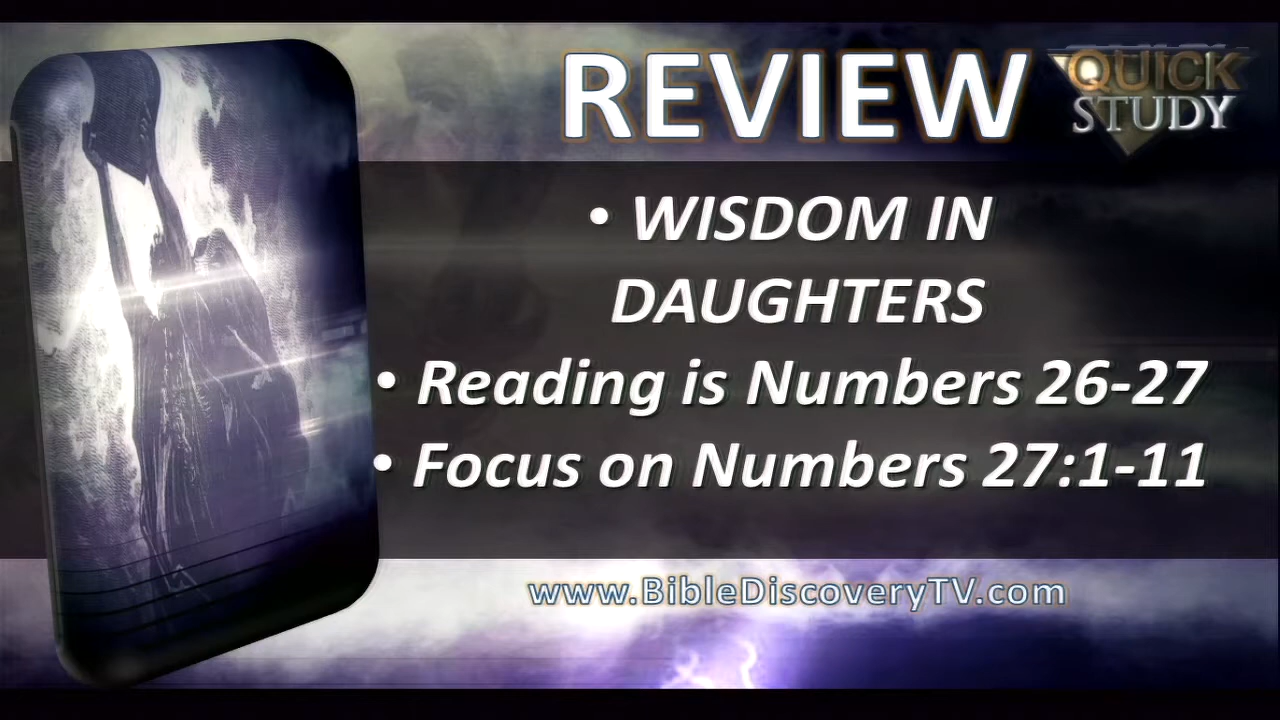 REVIEW
QUICK
STUDY
• WISDOM IN
DAUGHTERS
• Reading is Numbers 26-27
• Focus on Numbers 27:1-11
www.BibleDiscoveryTV.com